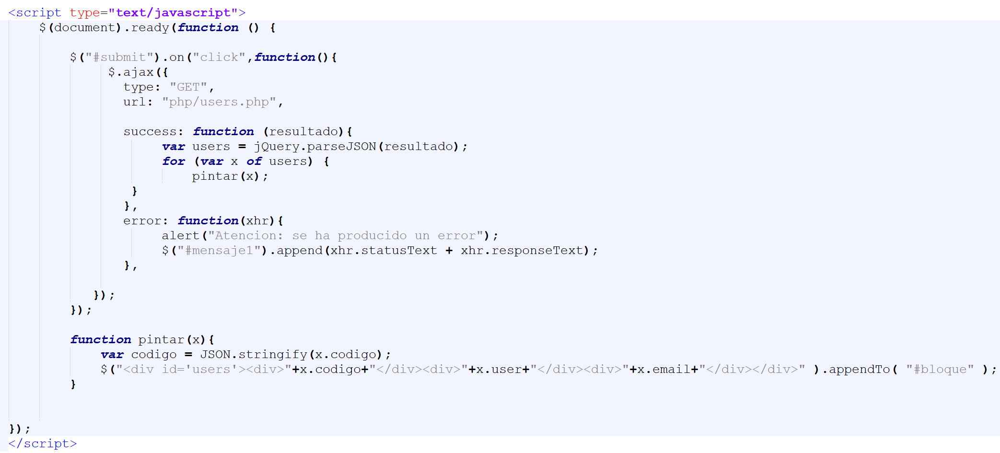 <script type="text/javascript">
$(document).ready(function () {
$("#submit").on("click",function(){
$.ajax({
type: "GET",
url: "php/users.php",
success: function (resultado){
var users = jQuery.parseJSON(resultado);
for (var x of users) {
pintar(x);
}
},
error: function(xhr){
alert("Atencion: se ha producido un error");
$("#mensaje1").append(xhr.statusText + xhr.responseText);
},
});
});
function pintar(x){
var codigo = JSON.stringify(x.codigo);
$("<div id='users'><div>"+x.codigo+"</div><div>"+x.user+"</div><div>"+x.email+"</div></div>" ).appendTo( "#bloque" );
}
});
</script>